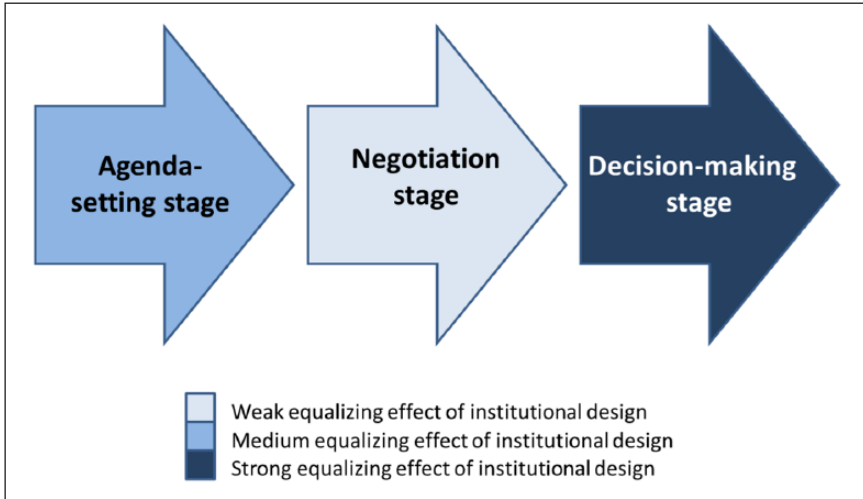 Agenda-
setting stage
Negotiation
stage
Decision-making
stage
Weak equalizing effect of institutional design
Medium equalizing effect of institutional design
Strong equalizing effect of institutional design